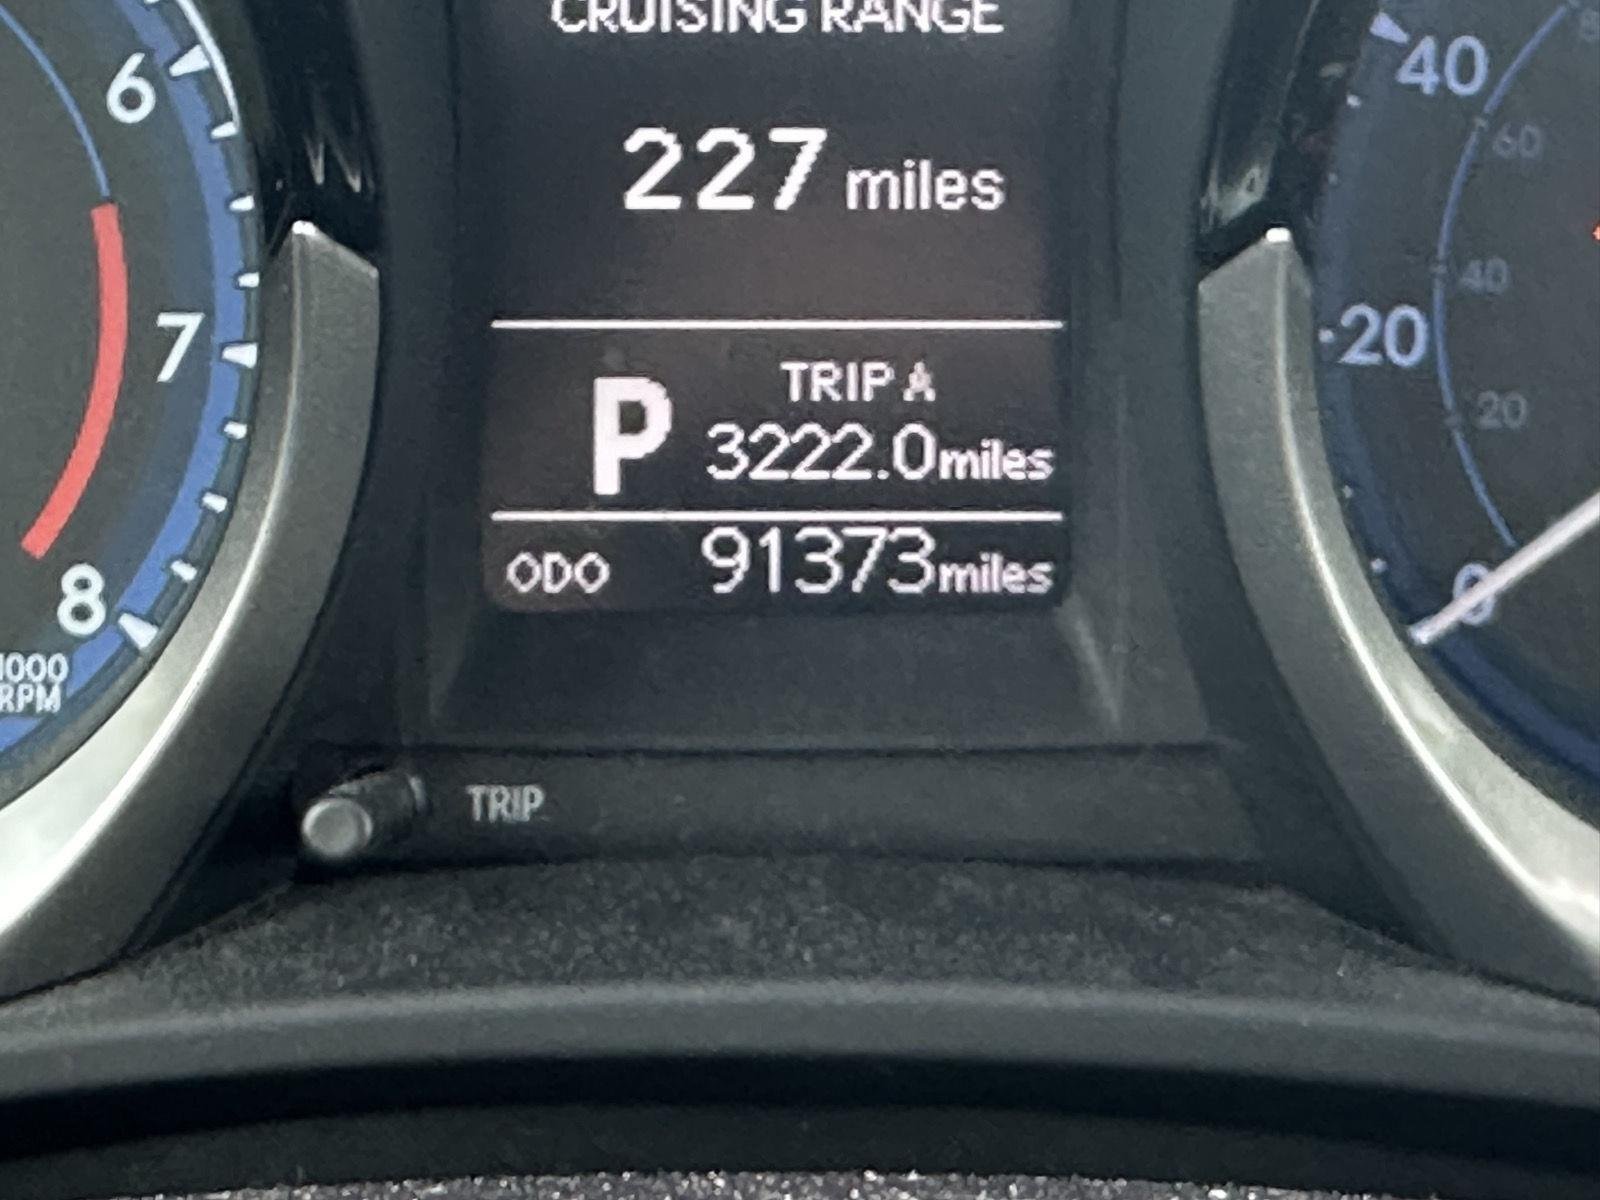 CRUISING RANGE
227 miles
TRIP A
P 3222.0miles
ODO 91373miles
TRIP
6
7
8
1000
RPM
40
60
40
20
20
0